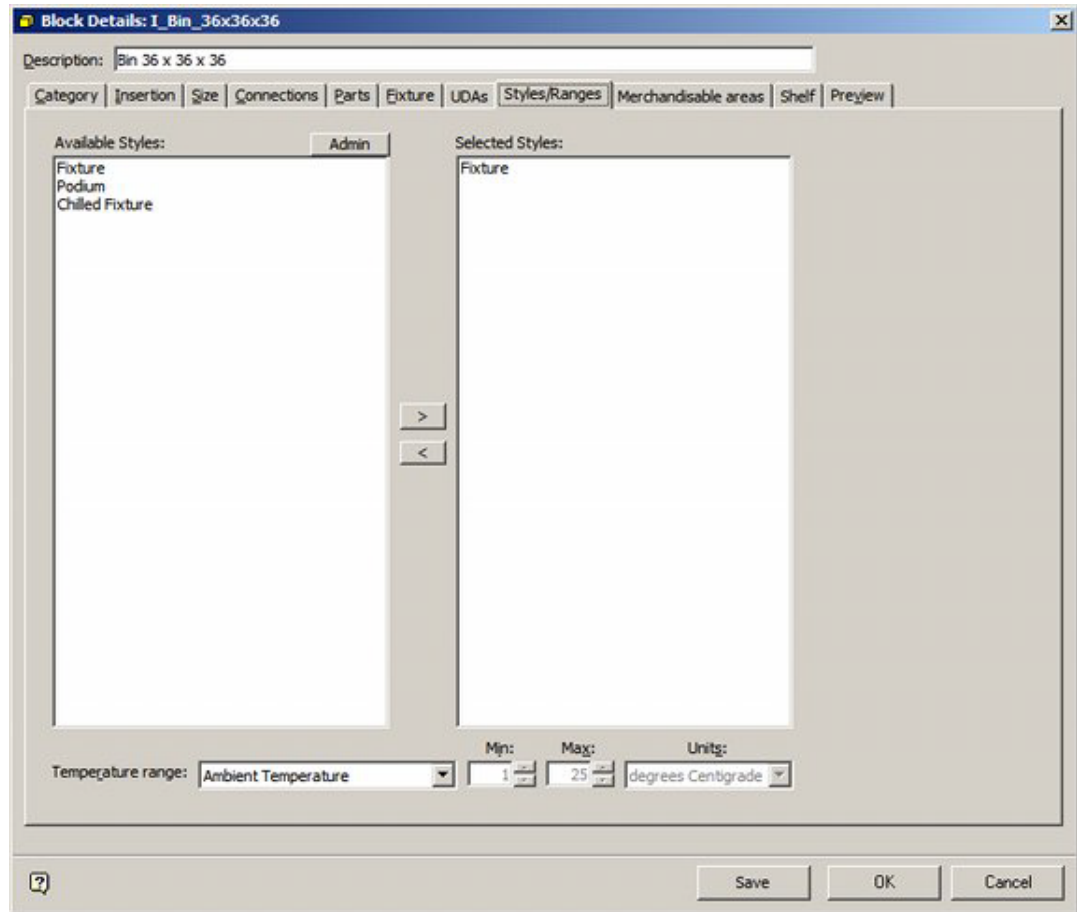 Block Details: I_Bin_36x36x36
Description: Bin 36 x 36 x 36
Category Insertion Size Connections Parts Fixture UDAs Styles/Ranges Merchandisable areas Shelf Preview
Available Styles: Admin Selected Styles:
Fixture Fixture
Podium
Chilled Fixture
>
<
Min: Max: Units:
Temperature range: Ambient Temperature 1 25 degrees Centigrade
? Save OK Cancel